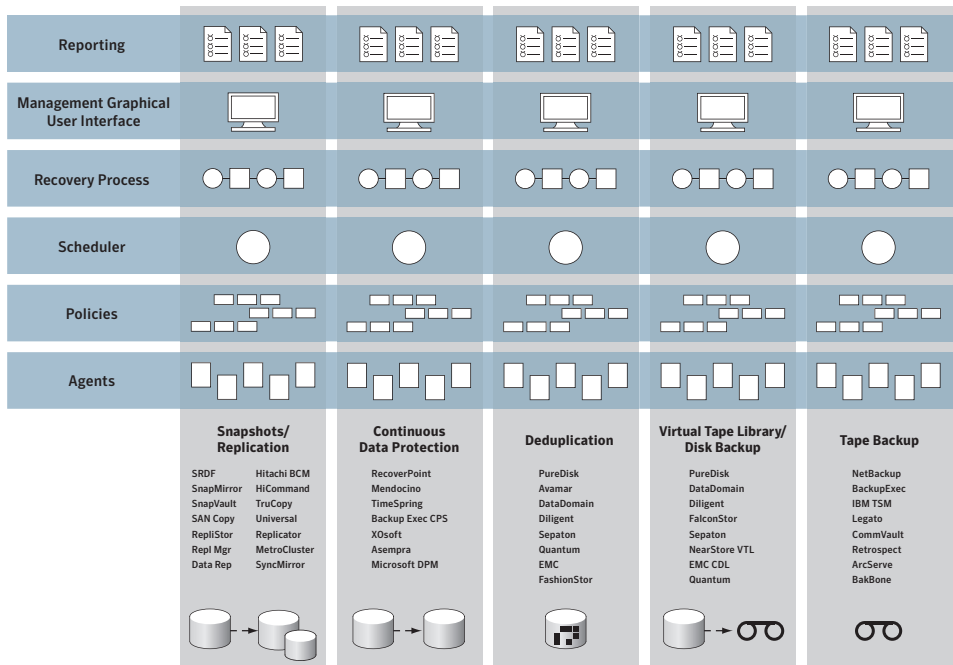 Reporting
Management Graphical
User Interface
Recovery Process
Scheduler
Policies
Agents
Snapshots/
Replication
SRDF
SnapMirror
SnapVault
SAN Copy
RepliStor
Repl Mgr
Data Rep
Hitachi BCM
HiCommand
TruCopy
Universal
Replicator
MetroCluster
SyncMirror
Continuous
Data Protection
RecoverPoint
Mendocino
TimeSpring
Backup Exec CPS
XOsoft
Asempra
Microsoft DPM
Deduplication
PureDisk
Avamar
DataDomain
Diligent
Sepaton
Quantum
EMC
FashionStor
Virtual Tape Library/
Disk Backup
PureDisk
DataDomain
Diligent
FalconStor
Sepaton
NearStore VTL
EMC CDL
Quantum
Tape Backup
NetBackup
BackupExec
IBM TSM
Legato
CommVault
Retrospect
ArcServe
BakBone